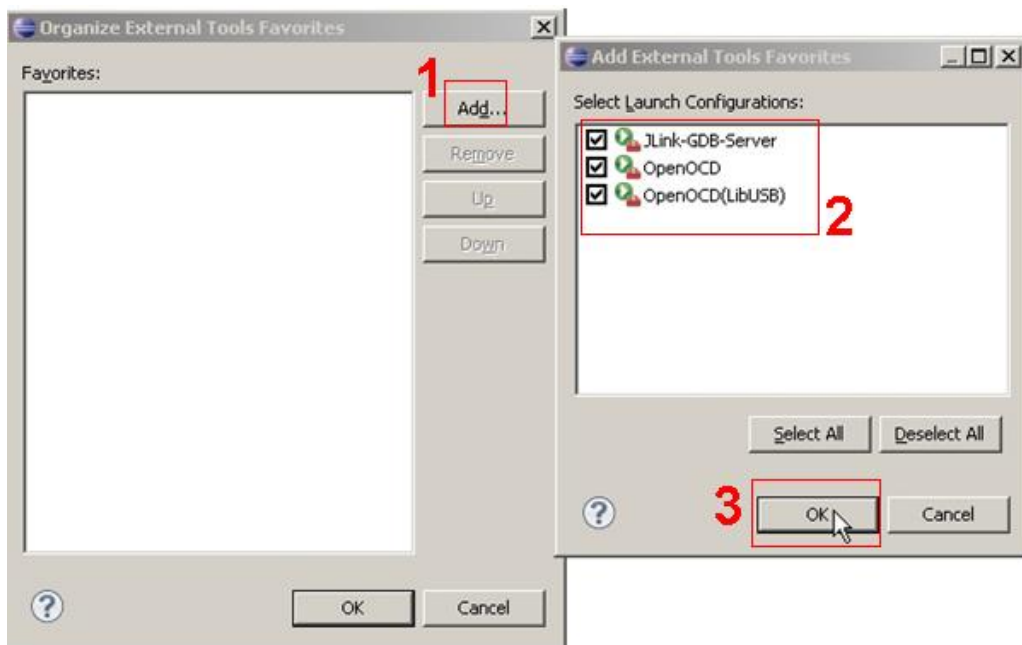 Organize External Tools Favorites
Favorites:
1
Add...
Remove
Up
Down
OK
Cancel
Add External Tools Favorites
Select Launch Configurations:
JLink-GDB-Server
OpenOCD
OpenOCD(LibUSB)
2
Select All
Deselect All
3
OK
Cancel